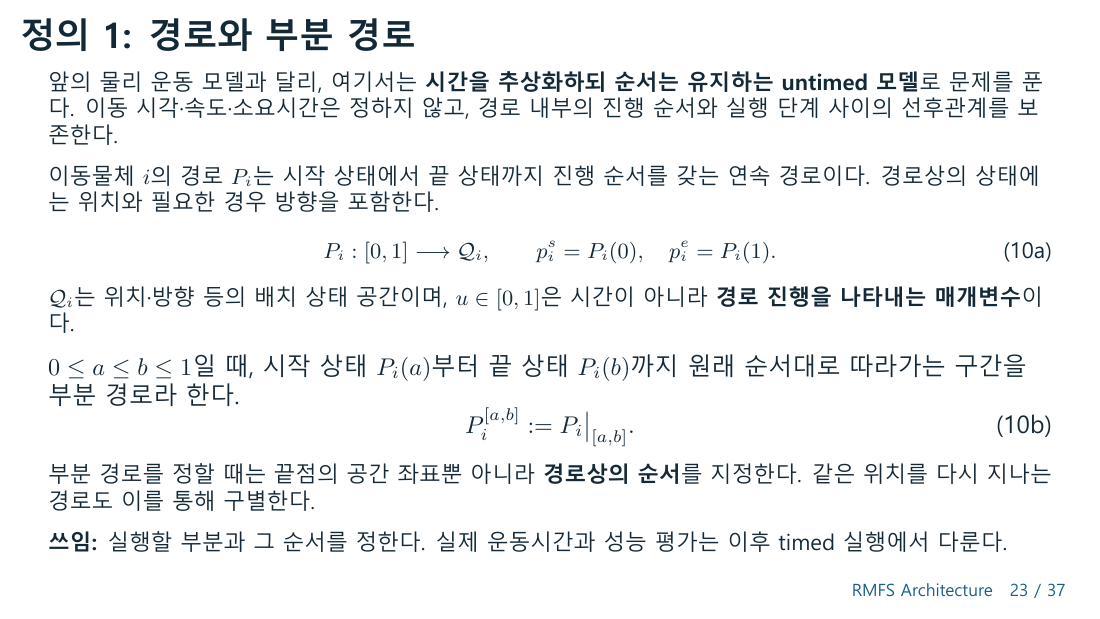 정의 1: 경로와 부분 경로
앞의 물리 운동 모델과 달리, 여기서는 시간을 추상화하되 순서는 유지하는 untimed 모델로 문제를 푼
다. 이동 시각·속도·소요시간은 정하지 않고, 경로 내부의 진행 순서와 실행 단계 사이의 선후관계를 보
존한다.
이동물체 i의 경로 P_i는 시작 상태에서 끝 상태까지 진행 순서를 갖는 연속 경로이다. 경로상의 상태에
는 위치와 필요한 경우 방향을 포함한다.
P_i : [0, 1] ⟶ 𝒬_i, p_i^s = P_i(0), p_i^e = P_i(1). (10a)
𝒬_i는 위치·방향 등의 배치 상태 공간이며, u ∈ [0, 1]은 시간이 아니라 경로 진행을 나타내는 매개변수이
다.
0 ≤ a ≤ b ≤ 1일 때, 시작 상태 P_i(a)부터 끝 상태 P_i(b)까지 원래 순서대로 따라가는 구간을
부분 경로라 한다.
P_i^{[a,b]} := P_i|_{[a,b]}. (10b)
부분 경로를 정할 때는 끝점의 공간 좌표뿐 아니라 경로상의 순서를 지정한다. 같은 위치를 다시 지나는
경로도 이를 통해 구별한다.
쓰임: 실행할 부분과 그 순서를 정한다. 실제 운동시간과 성능 평가는 이후 timed 실행에서 다룬다.
RMFS Architecture 23 / 37